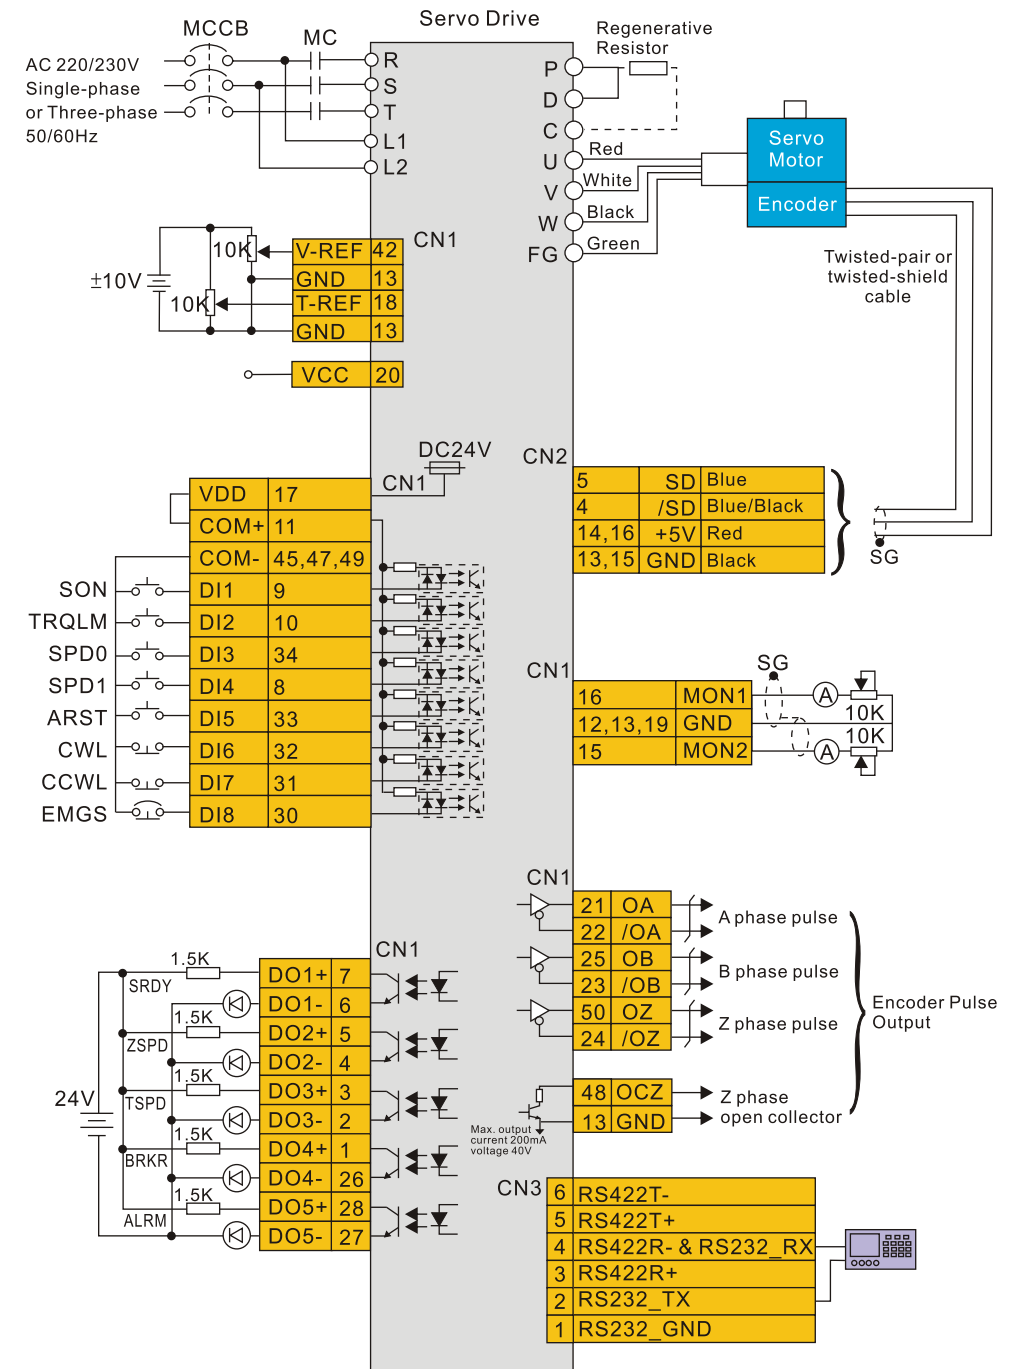 Servo Drive
MCCB
MC
AC 220/230V
Single-phase
or Three-phase
50/60Hz
R
S
T
L1
L2
Regenerative
Resistor
P
D
C
U
V
W
FG
Red
White
Black
Green
Servo
Motor
Encoder
Twisted-pair or
twisted-shield
cable
CN1
±10V
10K
10K
V-REF 42
GND 13
T-REF 18
GND 13
VCC 20
DC24V
CN1
VDD 17
COM+ 11
COM- 45,47,49
SON DI1 9
TRQLM DI2 10
SPD0 DI3 34
SPD1 DI4 8
ARST DI5 33
CWL DI6 32
CCWL DI7 31
EMGS DI8 30
CN2
5 SD Blue
4 /SD Blue/Black
14,16 +5V Red
13,15 GND Black
SG
CN1
SG
16 MON1 A
10K
12,13,19 GND
10K
15 MON2 A
CN1
21 OA
22 /OA
A phase pulse
25 OB
23 /OB
B phase pulse
50 OZ
24 /OZ
Z phase pulse
Encoder Pulse
Output
48 OCZ
13 GND
Z phase
open collector
Max. output
current 200mA
voltage 40V
CN1
24V
1.5K
SRDY
DO1+ 7
DO1- 6
1.5K
ZSPD
DO2+ 5
DO2- 4
1.5K
TSPD
DO3+ 3
DO3- 2
1.5K
BRKR
DO4+ 1
DO4- 26
1.5K
ALRM
DO5+ 28
DO5- 27
CN3
6 RS422T-
5 RS422T+
4 RS422R- & RS232_RX
3 RS422R+
2 RS232_TX
1 RS232_GND